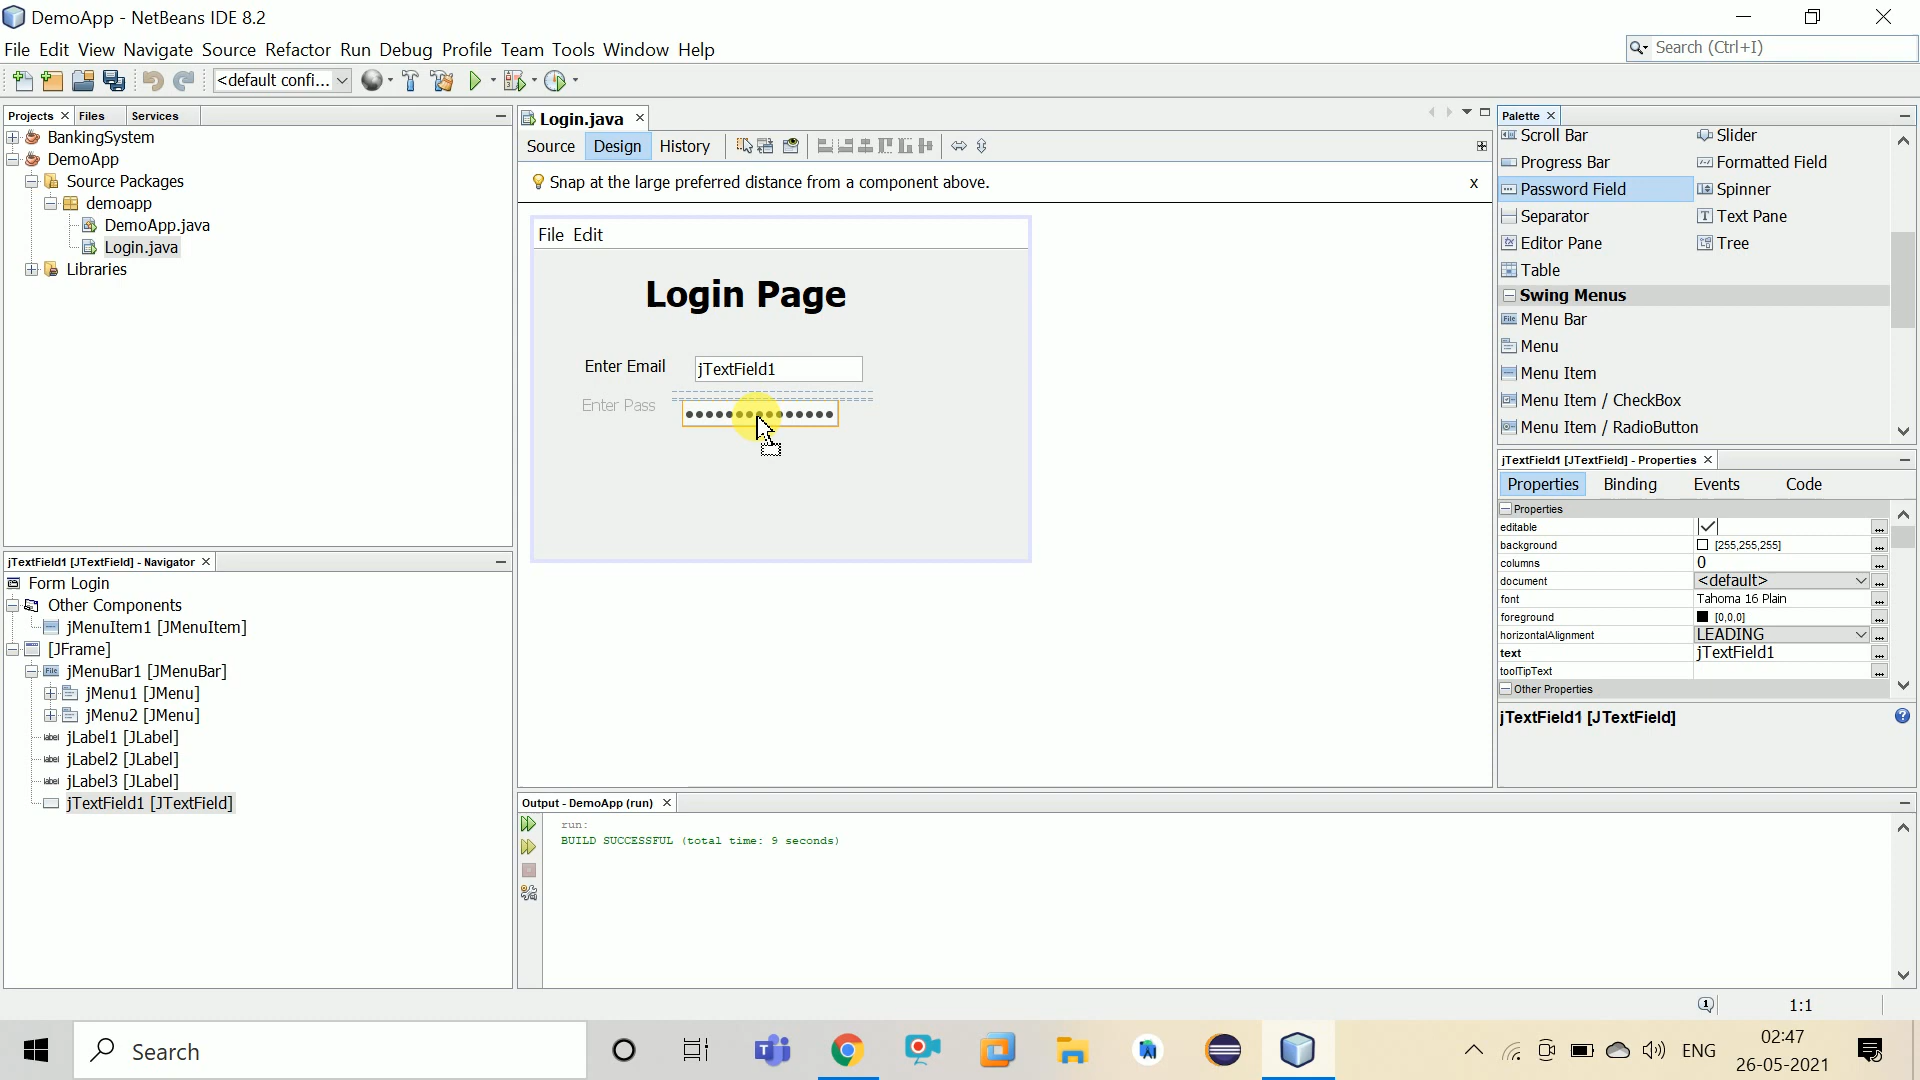 DemoApp - NetBeans IDE 8.2
File Edit View Navigate Source Refactor Run Debug Profile Team Tools Window Help
Search (Ctrl+I)
<default confi...
Projects Files Services
BankingSystem
DemoApp
Source Packages
demoapp
DemoApp.java
Login.java
Libraries
Login.java
Source Design History
Snap at the large preferred distance from a component above.
x
File Edit
Login Page
Enter Email jTextField1
Enter Pass
Palette
Scroll Bar Slider
Progress Bar Formatted Field
Password Field Spinner
Separator Text Pane
Editor Pane Tree
Table
Swing Menus
Menu Bar
Menu
Menu Item
Menu Item / CheckBox
Menu Item / RadioButton
jTextField1 [JTextField] - Properties
Properties Binding Events Code
Properties
editable
background [255,255,255]
columns 0
document <default>
font Tahoma 16 Plain
foreground [0,0,0]
horizontalAlignment LEADING
text jTextField1
toolTipText
Other Properties
jTextField1 [JTextField]
jTextField1 [JTextField] - Navigator
Form Login
Other Components
jMenuItem1 [JMenuItem]
[JFrame]
jMenuBar1 [JMenuBar]
jMenu1 [JMenu]
jMenu2 [JMenu]
jLabel1 [JLabel]
jLabel2 [JLabel]
jLabel3 [JLabel]
jTextField1 [JTextField]
Output - DemoApp (run)
run:
BUILD SUCCESSFUL (total time: 9 seconds)
1:1
Search
ENG
02:47
26-05-2021